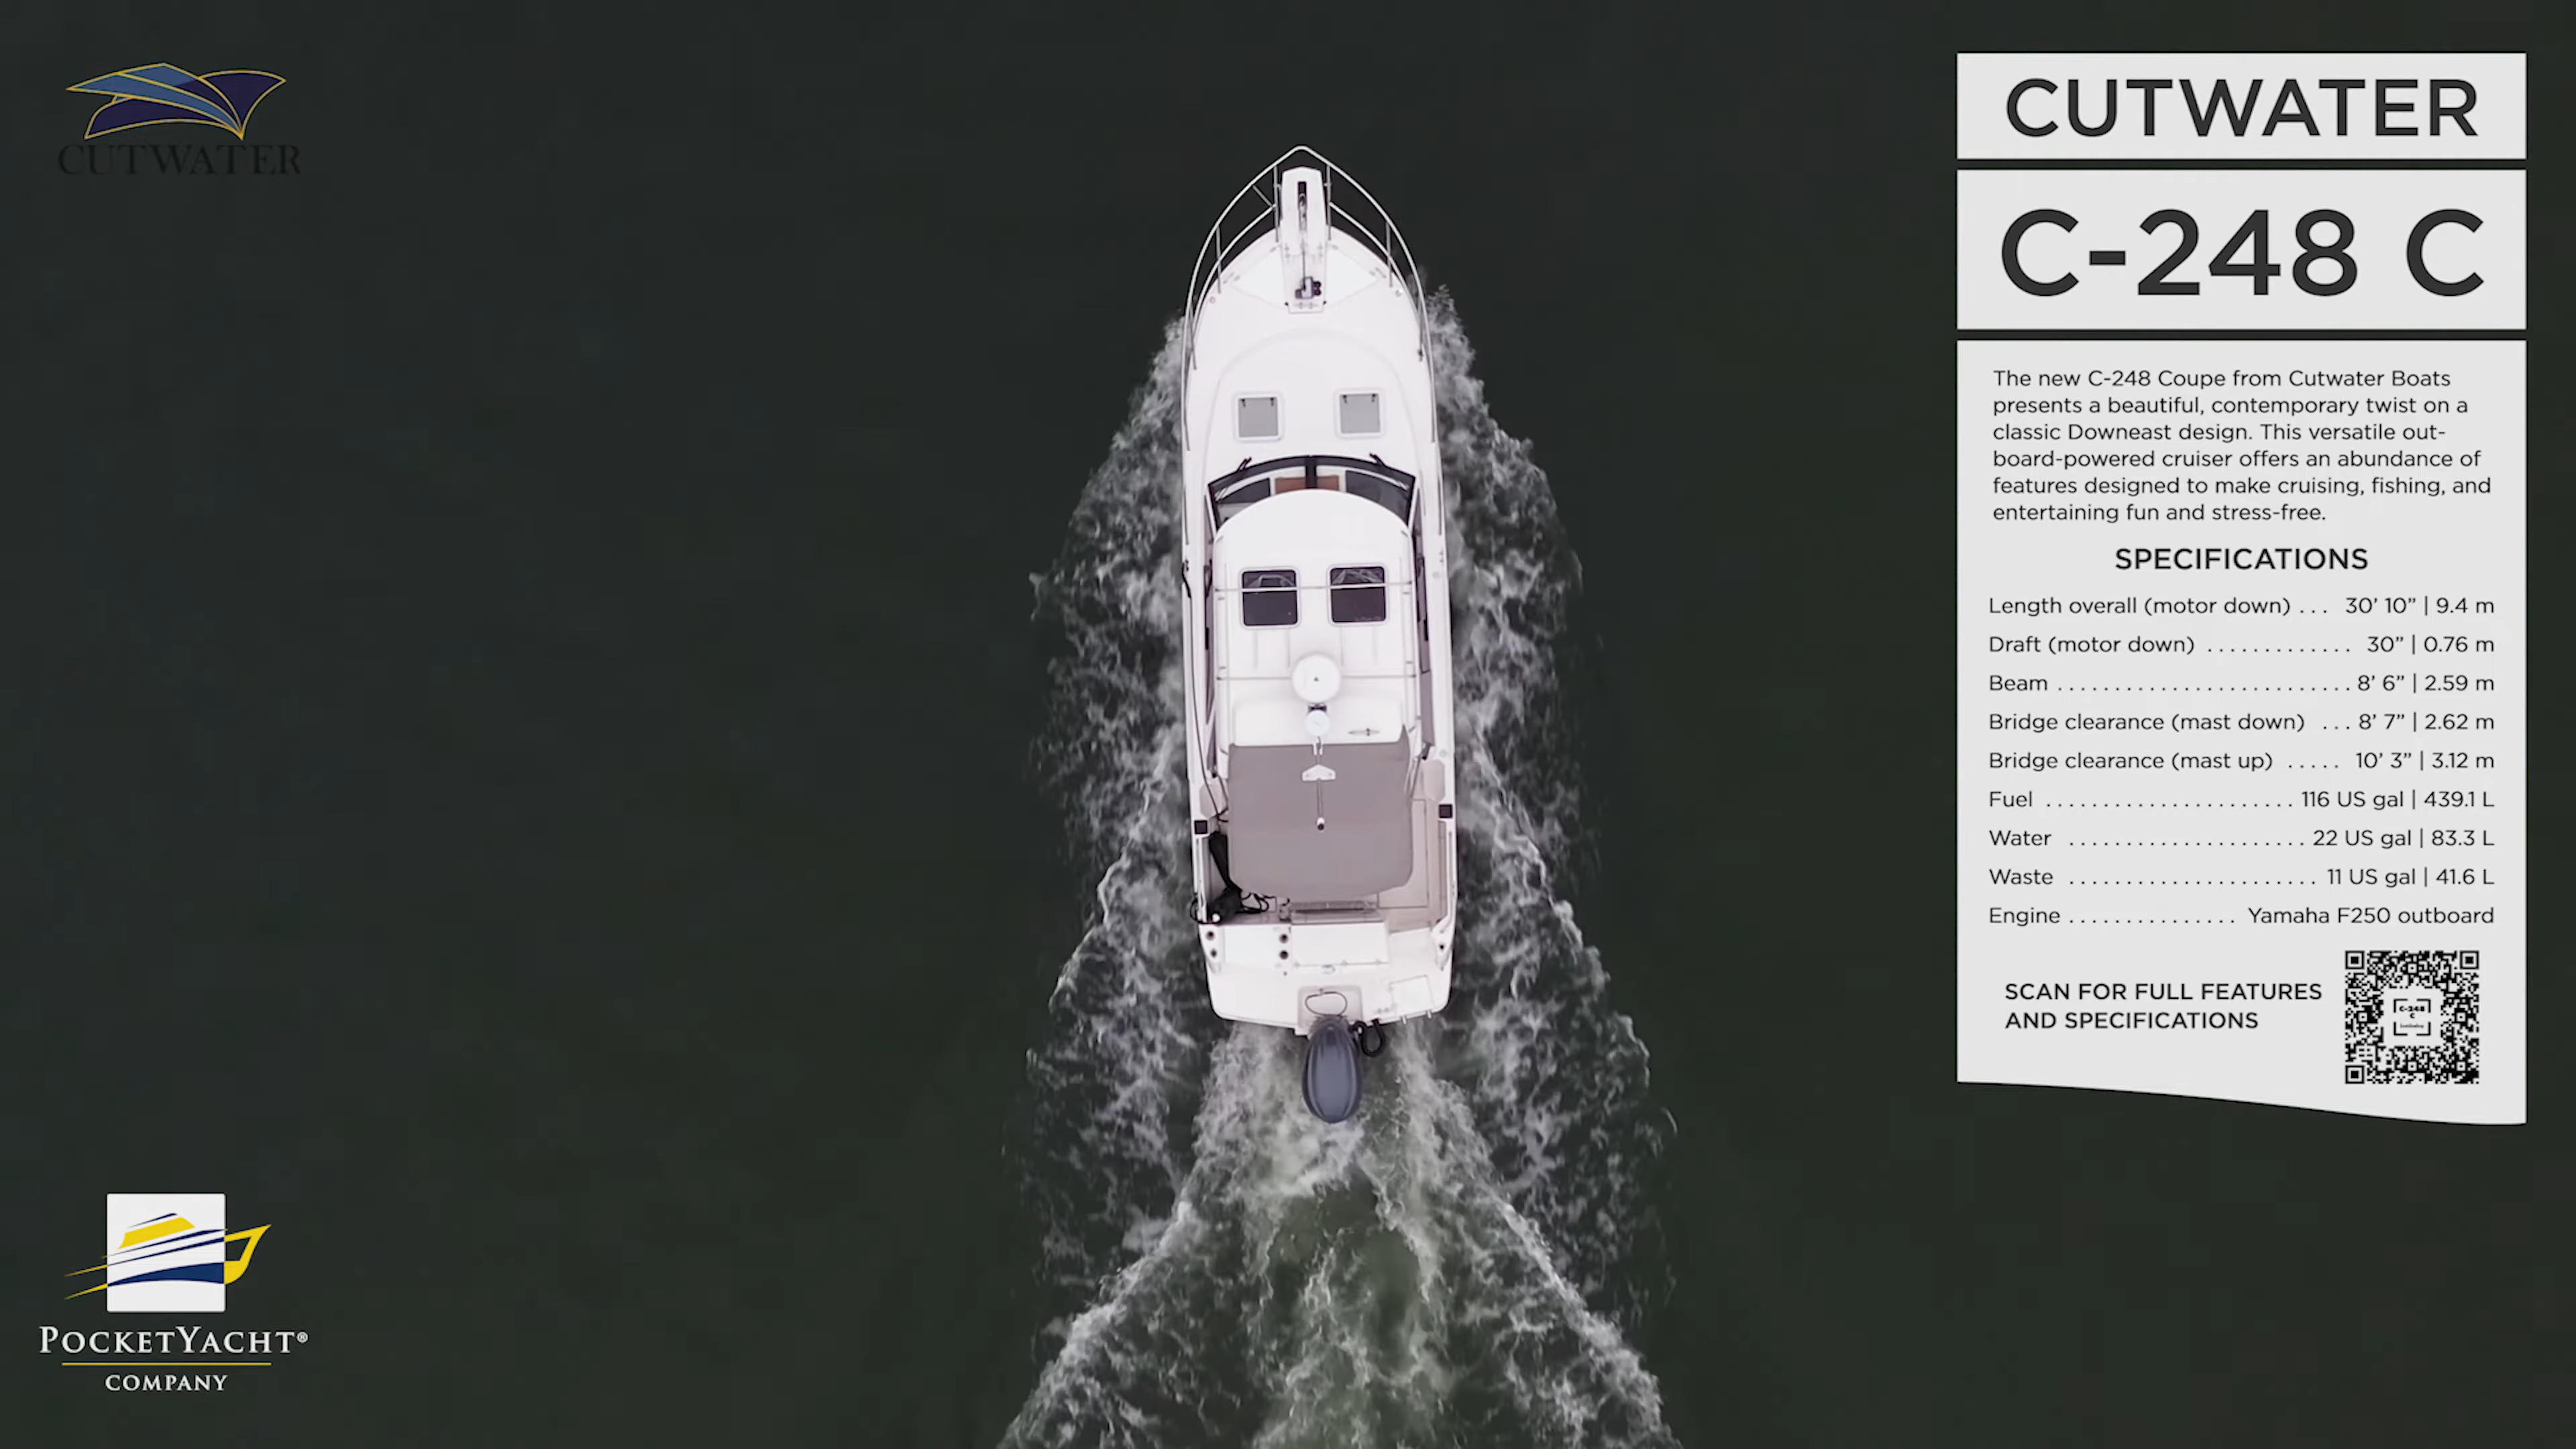 CUTWATER
CUTWATER
C-248 C
The new C-248 Coupe from Cutwater Boats
presents a beautiful, contemporary twist on a
classic Downeast design. This versatile out-
board-powered cruiser offers an abundance of
features designed to make cruising, fishing, and
entertaining fun and stress-free.
SPECIFICATIONS
Length overall (motor down) . . . 30’ 10” | 9.4 m
Draft (motor down) . . . . . . . . . . . . . 30” | 0.76 m
Beam . . . . . . . . . . . . . . . . . . . . . . . . . . 8’ 6” | 2.59 m
Bridge clearance (mast down) . . . 8’ 7” | 2.62 m
Bridge clearance (mast up) . . . . . 10’ 3” | 3.12 m
Fuel . . . . . . . . . . . . . . . . . . . . . . 116 US gal | 439.1 L
Water . . . . . . . . . . . . . . . . . . . . . 22 US gal | 83.3 L
Waste . . . . . . . . . . . . . . . . . . . . . . 11 US gal | 41.6 L
Engine . . . . . . . . . . . . . . . Yamaha F250 outboard
SCAN FOR FULL FEATURES
AND SPECIFICATIONS
C-248
C
POCKETYACHT®
COMPANY